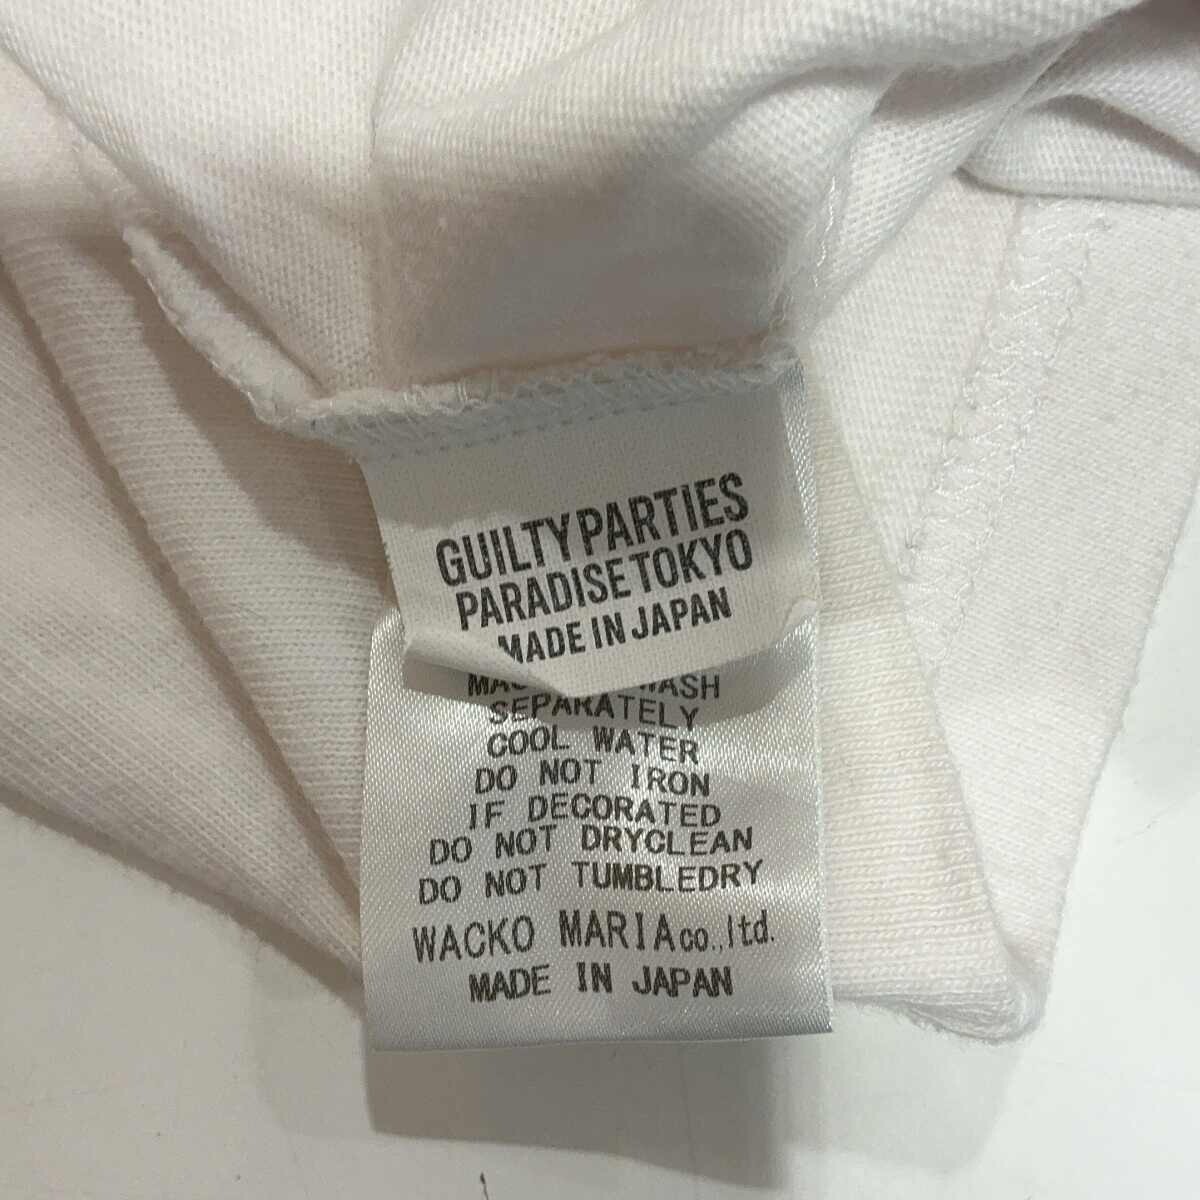 GUILTY PARTIES
PARADISE TOKYO
MADE IN JAPAN
WASH
SEPARATELY
COOL WATER
DO NOT IRON
IF DECORATED
DO NOT DRYCLEAN
DO NOT TUMBLEDRY
WACKO MARIA co.,ltd.
MADE IN JAPAN